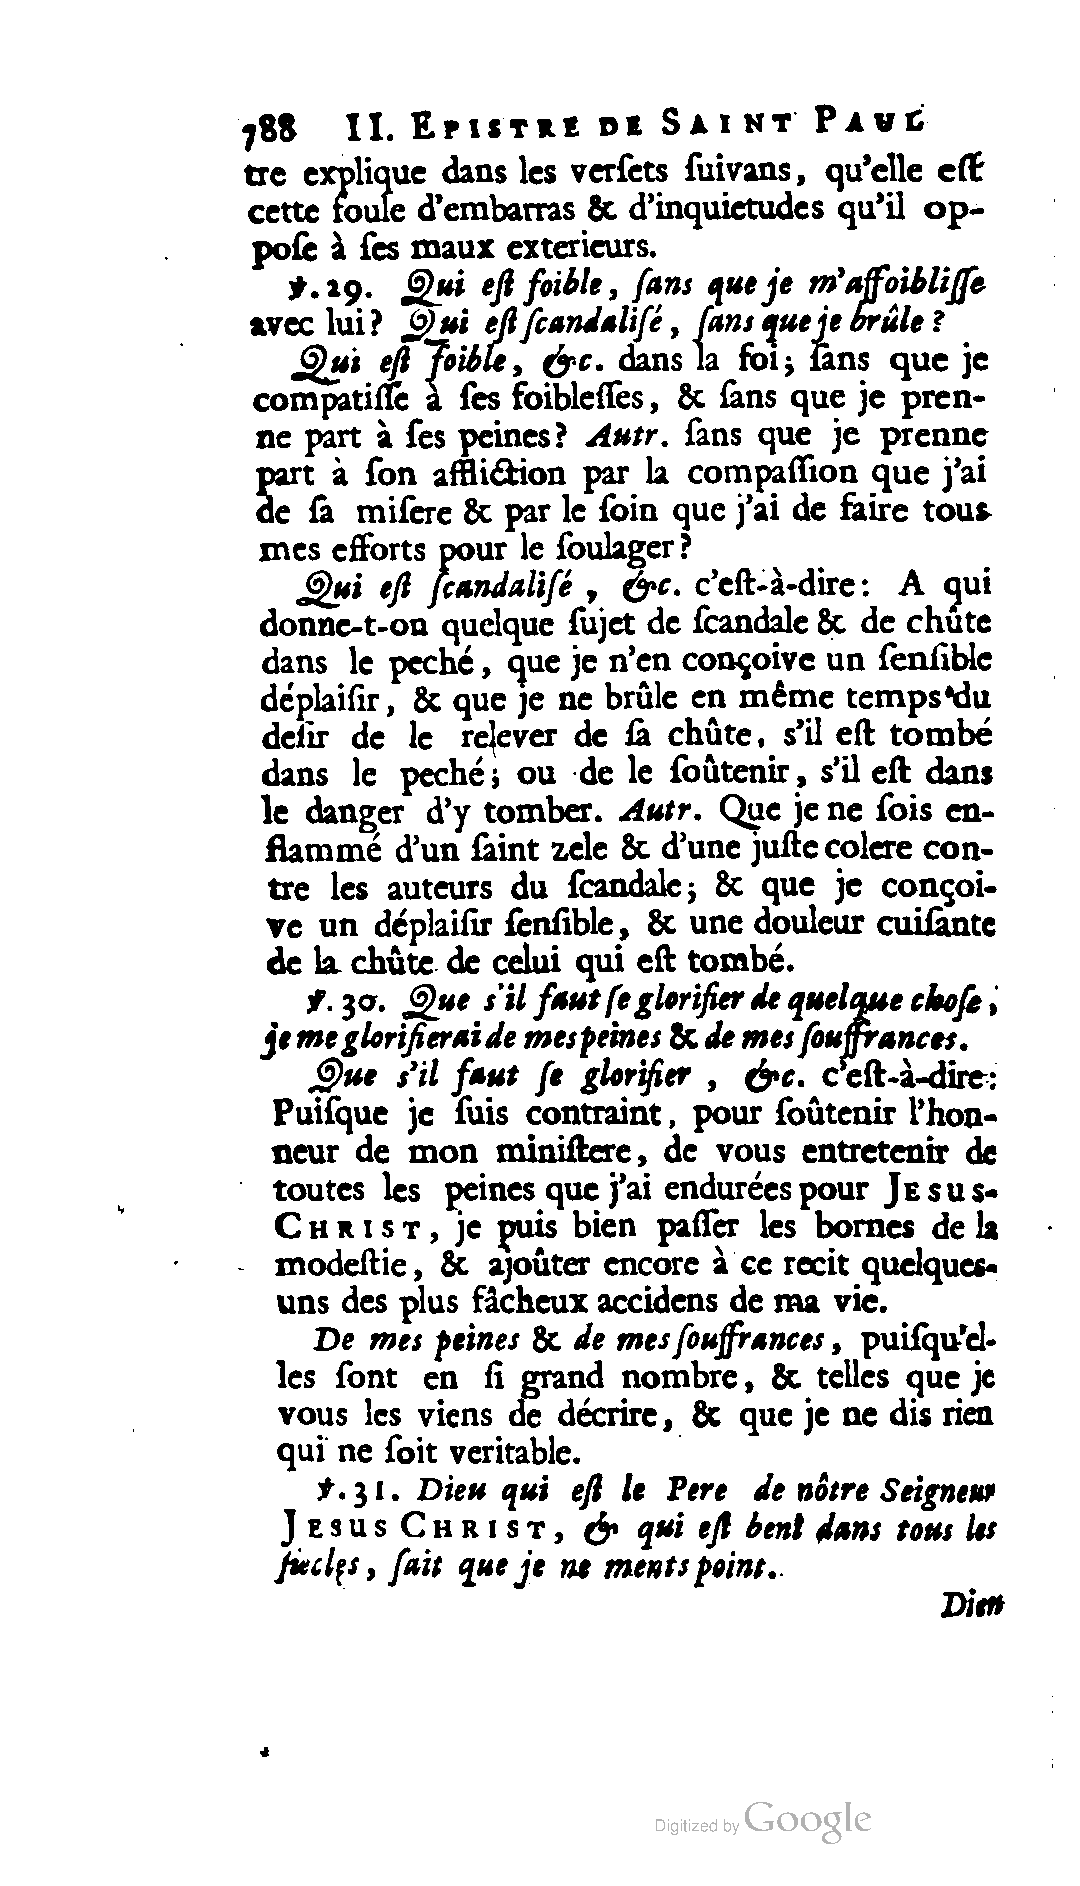 788 II. EPISTRE DE SAINT PAUL
tre explique dans les verſets ſuivans, qu'elle eſt
cette foule d'embarras & d'inquietudes qu'il op-
poſe à ſes maux exterieurs.
℣. 29. Qui eſt foible, ſans que je m'affoibliſſe
avec lui? Qui eſt ſcandaliſé, ſans que je brûle?
Qui eſt foible, &c. dans la foi; ſans que je
compatiſſe à ſes foibleſſes, & ſans que je pren-
ne part à ſes peines? Autr. ſans que je prenne
part à ſon affliction par la compaſſion que j'ai
de ſa miſere & par le ſoin que j'ai de faire tous
mes efforts pour le ſoulager?
Qui eſt ſcandaliſé, &c. c'eſt-à-dire: A qui
donne-t-on quelque ſujet de ſcandale & de chûte
dans le peché, que je n'en conçoive un ſenſible
déplaiſir, & que je ne brûle en même temps du
deſir de le relever de ſa chûte, s'il eſt tombé
dans le peché; ou de le ſoûtenir, s'il eſt dans
le danger d'y tomber. Autr. Que je ne ſois en-
flammé d'un ſaint zele & d'une juſte colere con-
tre les auteurs du ſcandale; & que je conçoi-
ve un déplaiſir ſenſible, & une douleur cuiſante
de la chûte de celui qui eſt tombé.
℣. 30. Que s'il faut ſe glorifier de quelque choſe,
je me glorifierai de mes peines & de mes ſouffrances.
Que s'il faut ſe glorifier, &c. c'eſt-à-dire:
Puiſque je ſuis contraint, pour ſoûtenir l'hon-
neur de mon miniſtere, de vous entretenir de
toutes les peines que j'ai endurées pour JESUS-
CHRIST, je puis bien paſſer les bornes de la
modeſtie, & ajoûter encore à ce recit quelques-
uns des plus fâcheux accidens de ma vie.
De mes peines & de mes ſouffrances, puiſqu'el-
les ſont en ſi grand nombre, & telles que je
vous les viens de décrire, & que je ne dis rien
qui ne ſoit veritable.
℣. 31. Dieu qui eſt le Pere de nôtre Seigneur
JESUS CHRIST, & qui eſt beni dans tous les
ſiecles, ſait que je ne ments point.
Dieu
Digitized by Google